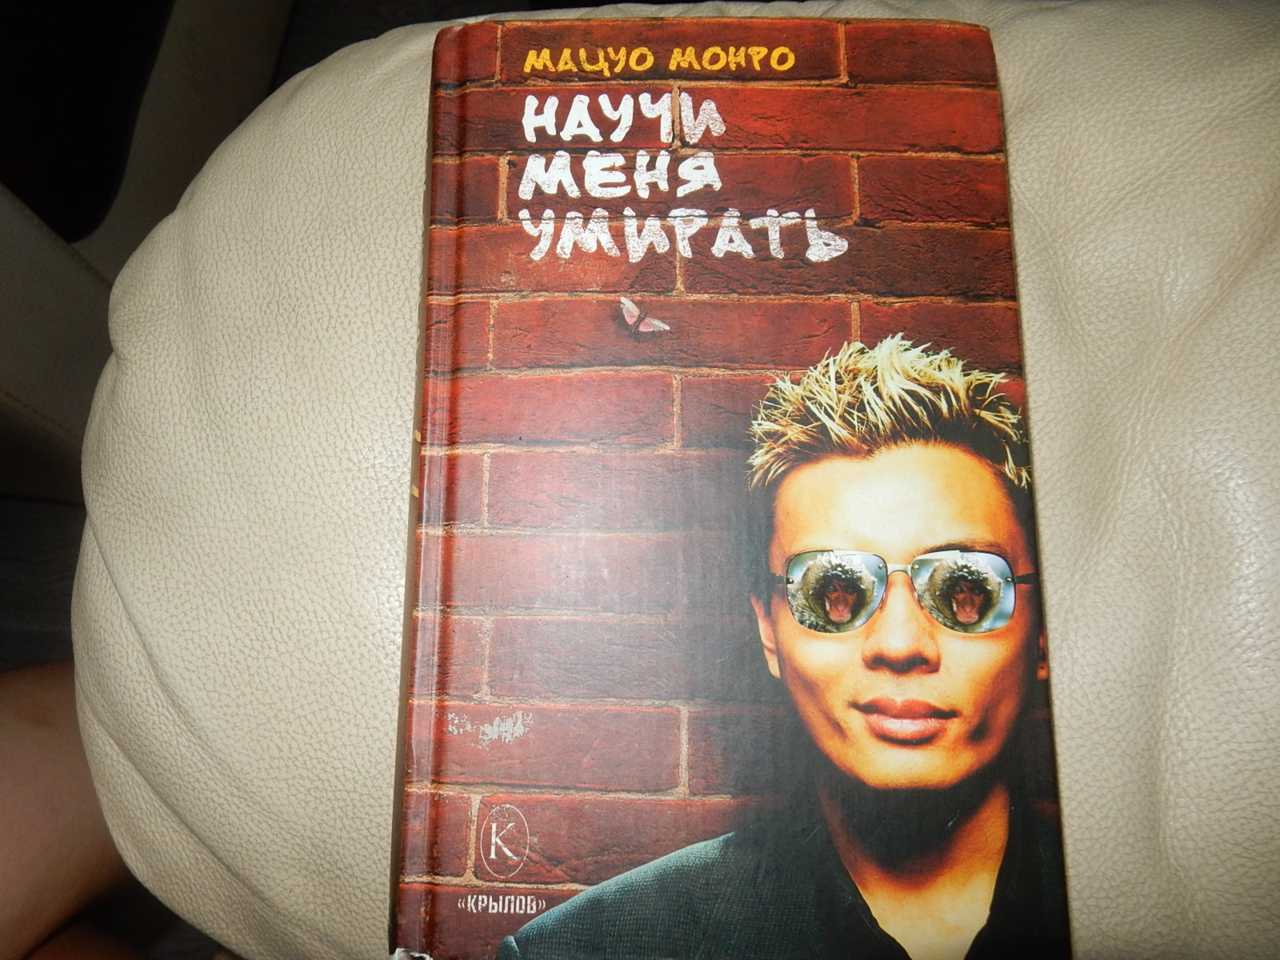 МАЦУО МОНРО
НАУЧИ
МЕНЯ
УМИРАТЬ
К
«КРЫЛОВ»